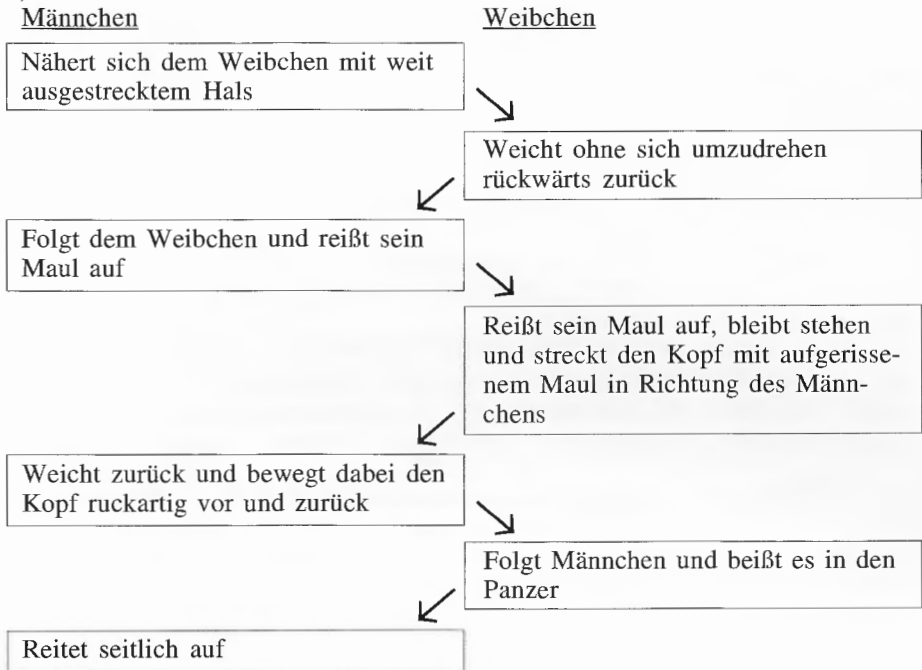 Männchen Weibchen
Nähert sich dem Weibchen mit weit
ausgestrecktem Hals
Weicht ohne sich umzudrehen
rückwärts zurück
Folgt dem Weibchen und reißt sein
Maul auf
Reißt sein Maul auf, bleibt stehen
und streckt den Kopf mit aufgerisse-
nem Maul in Richtung des Männ-
chens
Weicht zurück und bewegt dabei den
Kopf ruckartig vor und zurück
Folgt Männchen und beißt es in den
Panzer
Reitet seitlich auf